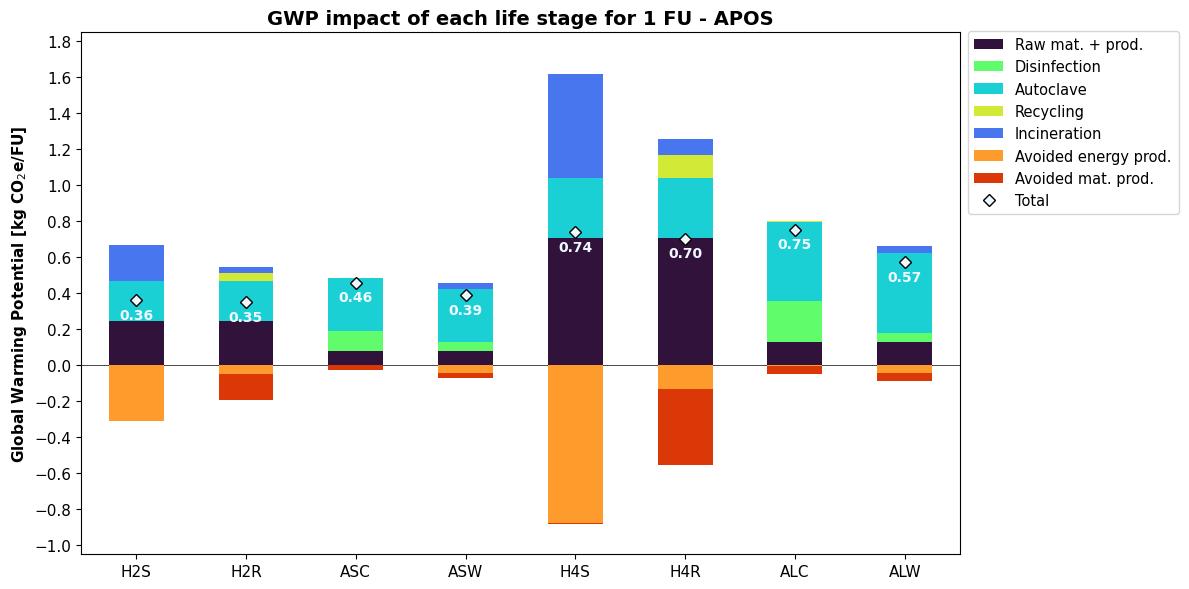 GWP impact of each life stage for 1 FU - APOS
Global Warming Potential [kg CO₂e/FU]
1.8
1.6
1.4
1.2
1.0
0.8
0.6
0.4
0.2
0.0
−0.2
−0.4
−0.6
−0.8
−1.0
0.36
0.35
0.46
0.39
0.74
0.70
0.75
0.57
H2S
H2R
ASC
ASW
H4S
H4R
ALC
ALW
Raw mat. + prod.
Disinfection
Autoclave
Recycling
Incineration
Avoided energy prod.
Avoided mat. prod.
Total